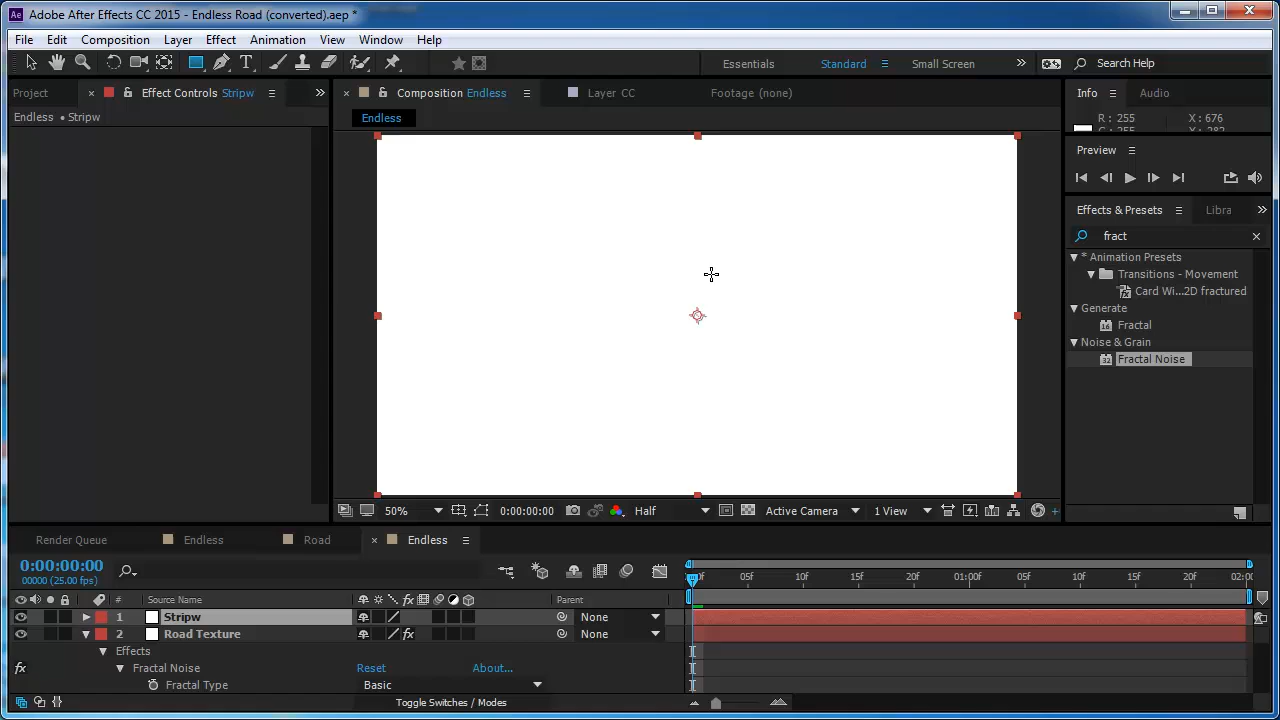 Ae Adobe After Effects CC 2015 - Endless Road (converted).aep *
File Edit Composition Layer Effect Animation View Window Help
Essentials Standard Small Screen Search Help
Project Effect Controls Stripw Composition Endless Layer CC Footage (none) Info Audio
Endless • Stripw Endless R : 255 X : 676
Preview
Effects & Presets Libra
fract
* Animation Presets
Transitions - Movement
Card Wi...2D fractured
Generate
16 Fractal
Noise & Grain
32 Fractal Noise
50% 0:00:00:00 Half Active Camera 1 View
Render Queue Endless Road Endless
0:00:00:00
00000 (25.00 fps)
05f 10f 15f 20f 01:00f 05f 10f 15f 20f 02:00
# Source Name fx Parent
1 Stripw None
2 Road Texture fx None
Effects
fx Fractal Noise Reset About...
Fractal Type Basic
Toggle Switches / Modes